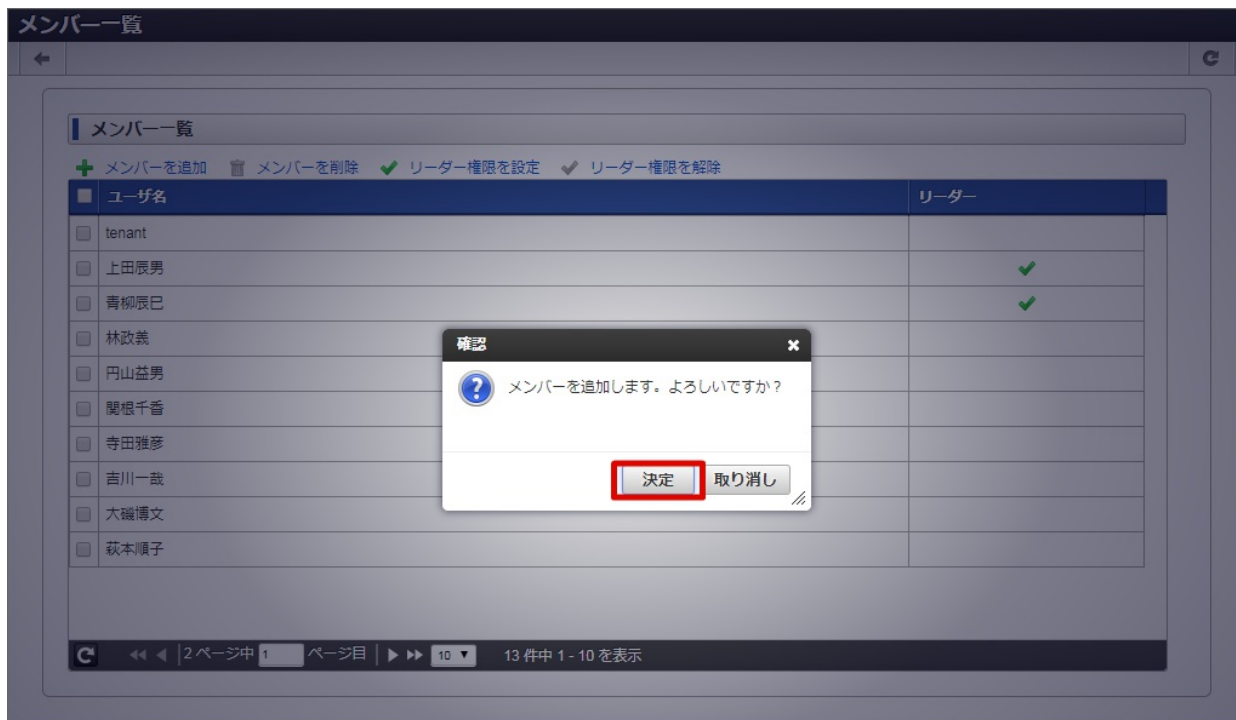 メンバー一覧
メンバー一覧
メンバーを追加 メンバーを削除 リーダー権限を設定 リーダー権限を解除
ユーザ名 リーダー
tenant
上田辰男
青柳辰巳
林政義
円山益男
関根千香
寺田雅彦
吉川一哉
大磯博文
萩本順子
確認
メンバーを追加します。よろしいですか?
決定 取り消し
2 ページ中 1 ページ目 10 13 件中 1 - 10 を表示